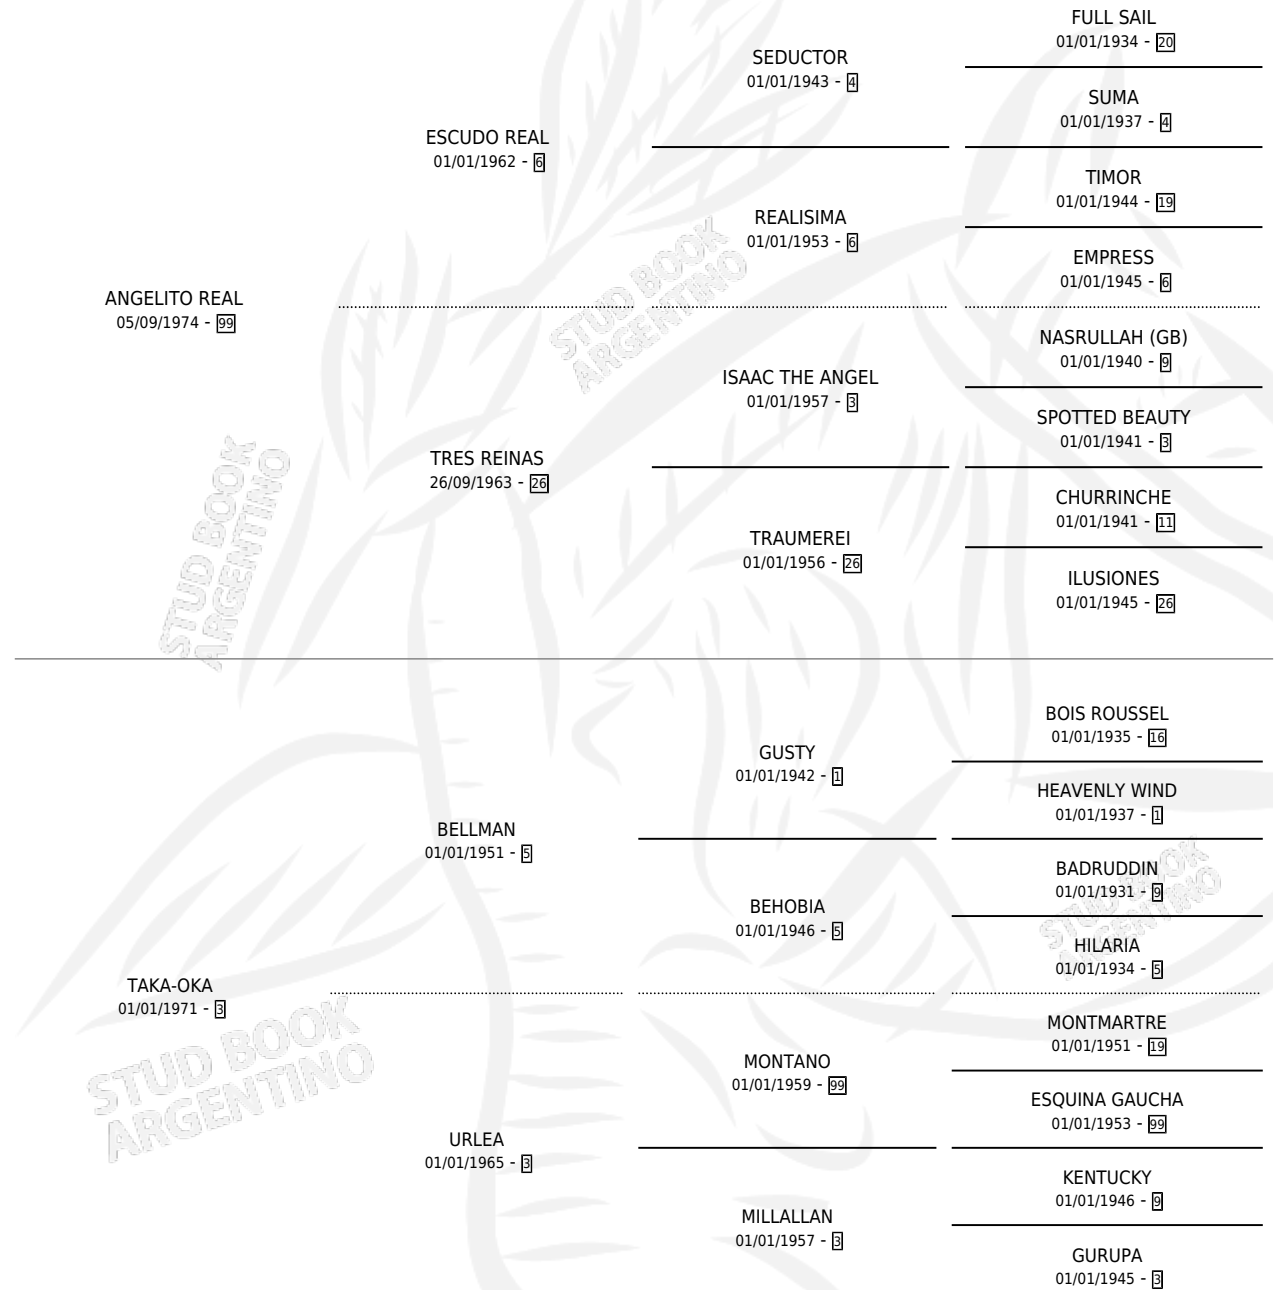 FULL SAIL
01/01/1934 - 20
SEDUCTOR
01/01/1943 - 4
SUMA
01/01/1937 - 4
ESCUDO REAL
01/01/1962 - 6
TIMOR
01/01/1944 - 19
REALISIMA
01/01/1953 - 6
EMPRESS
01/01/1945 - 6
STUD BOOK
ARGENTINO
ANGELITO REAL
05/09/1974 - 99
NASRULLAH (GB)
01/01/1940 - 9
ISAAC THE ANGEL
01/01/1957 - 3
SPOTTED BEAUTY
01/01/1941 - 3
TRES REINAS
26/09/1963 - 26
CHURRINCHE
01/01/1941 - 11
TRAUMEREI
01/01/1956 - 26
ILUSIONES
01/01/1945 - 26
STUD BOOK
ARGENTINO
BOIS ROUSSEL
01/01/1935 - 16
GUSTY
01/01/1942 - 1
HEAVENLY WIND
01/01/1937 - 1
BELLMAN
01/01/1951 - 5
BADRUDDIN
01/01/1931 - 9
BEHOBIA
01/01/1946 - 5
HILARIA
01/01/1934 - 5
STUD BOOK
ARGENTINO
TAKA-OKA
01/01/1971 - 3
MONTMARTRE
01/01/1951 - 19
MONTANO
01/01/1959 - 99
ESQUINA GAUCHA
01/01/1953 - 99
STUD BOOK
ARGENTINO
URLEA
01/01/1965 - 3
KENTUCKY
01/01/1946 - 9
MILLALLAN
01/01/1957 - 3
GURUPA
01/01/1945 - 3